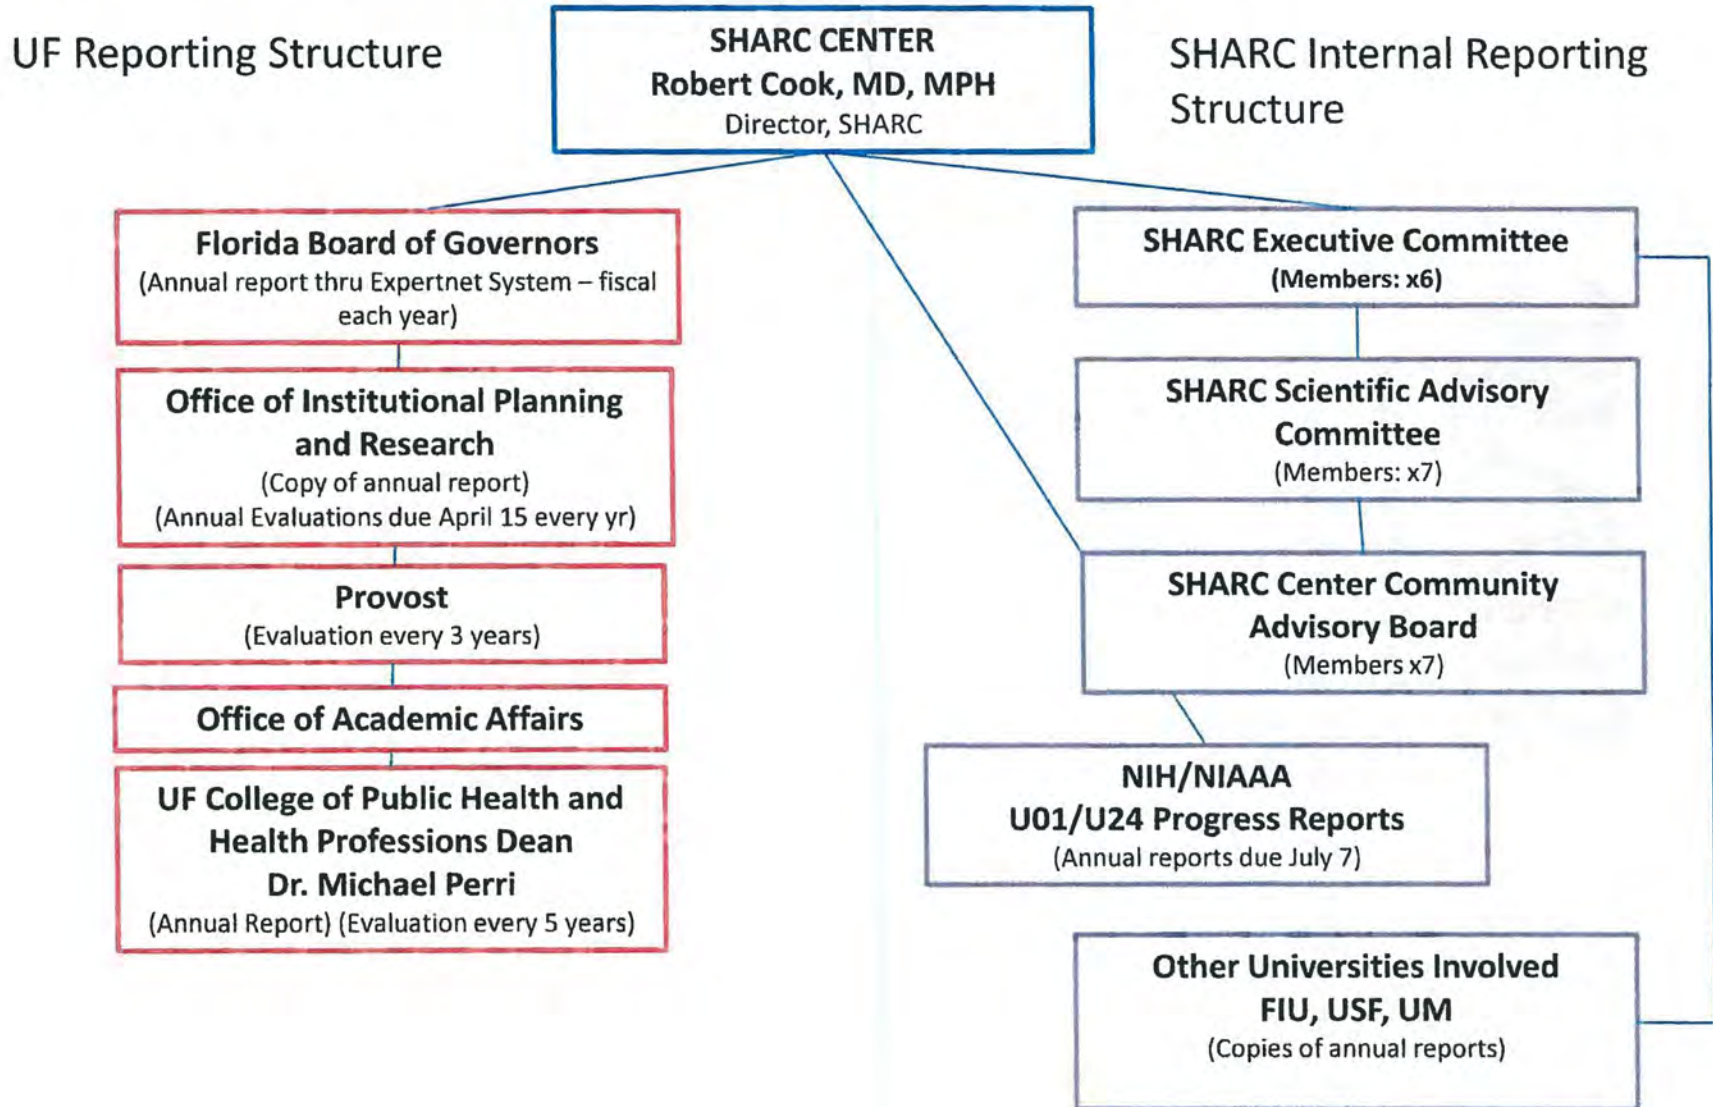 UF Reporting Structure
SHARC CENTER
Robert Cook, MD, MPH
Director, SHARC
SHARC Internal Reporting
Structure
Florida Board of Governors
(Annual report thru Expertnet System – fiscal
each year)
Office of Institutional Planning
and Research
(Copy of annual report)
(Annual Evaluations due April 15 every yr)
Provost
(Evaluation every 3 years)
Office of Academic Affairs
UF College of Public Health and
Health Professions Dean
Dr. Michael Perri
(Annual Report) (Evaluation every 5 years)
SHARC Executive Committee
(Members: x6)
SHARC Scientific Advisory
Committee
(Members: x7)
SHARC Center Community
Advisory Board
(Members x7)
NIH/NIAAA
U01/U24 Progress Reports
(Annual reports due July 7)
Other Universities Involved
FIU, USF, UM
(Copies of annual reports)